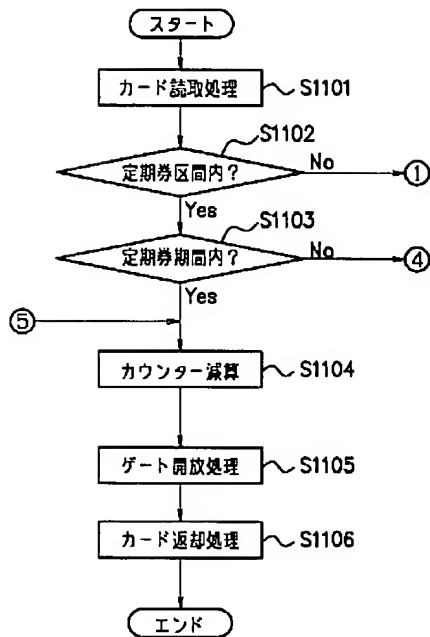 スタート
カード読取処理 S1101
S1102
定期券区間内? No ①
Yes
S1103
定期券期間内? No ④
Yes
⑤
カウンター減算 S1104
ゲート開放処理 S1105
カード返却処理 S1106
エンド